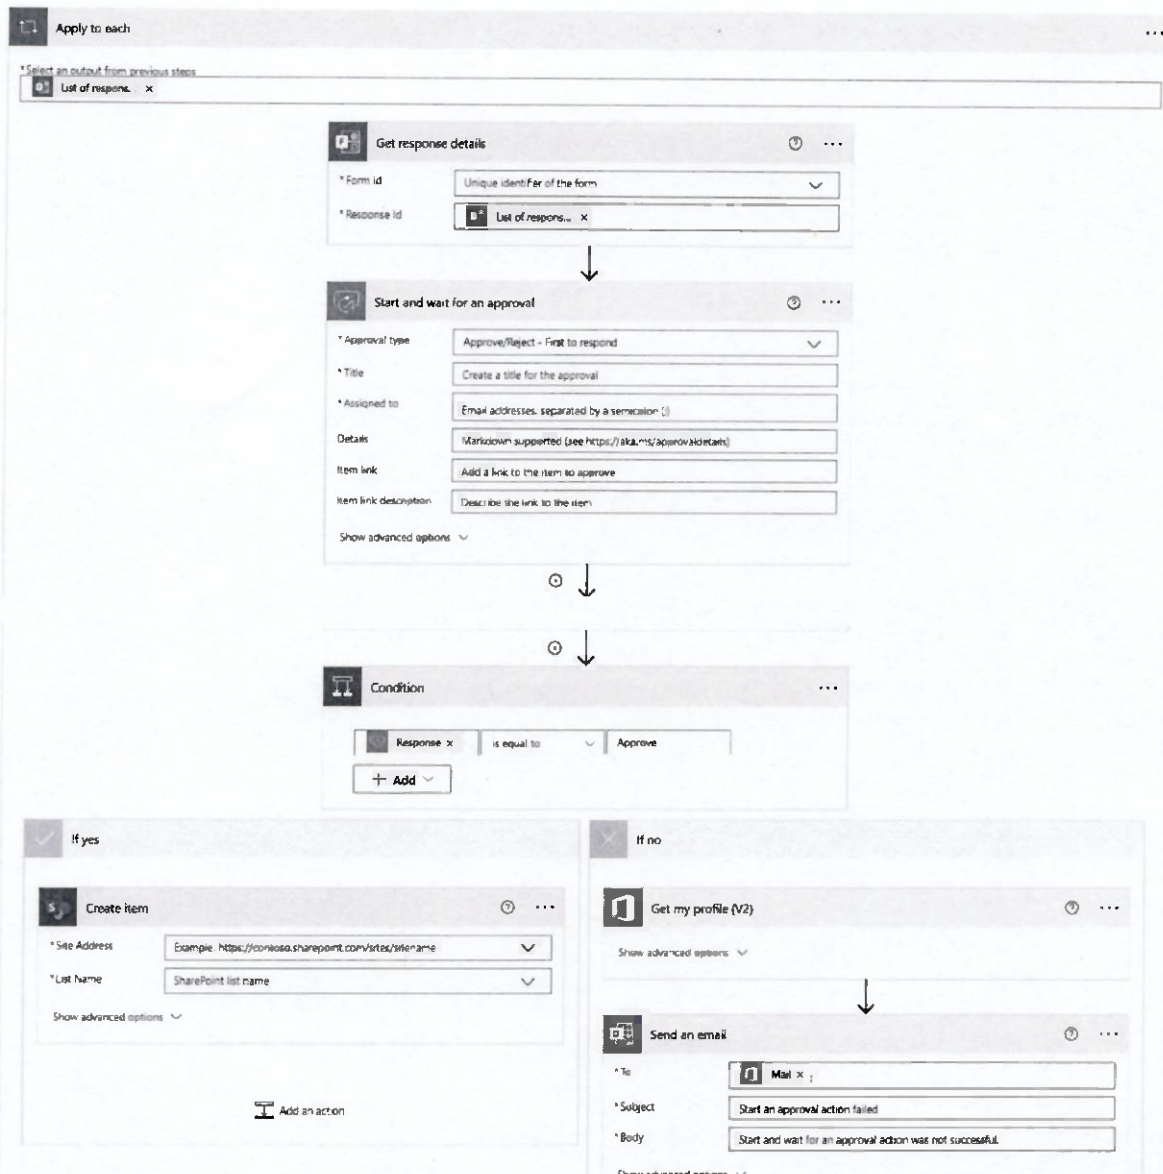 Apply to each
* Select an output from previous steps
List of respons... ×
Get response details
* Form id
Unique identifier of the form
* Response id
List of respons... ×
Start and wait for an approval
* Approval type
Approve/Reject - First to respond
* Title
Create a title for the approval
* Assigned to
Email addresses, separated by a semicolon (;)
Details
Markdown supported (see https://aka.ms/approvaldetails)
Item link
Add a link to the item to approve
Item link description
Describe the link to the item
Show advanced options
Condition
Response ×
is equal to
Approve
+ Add
If yes
If no
Create item
* Site Address
Example: https://contoso.sharepoint.com/sites/sitename
* List Name
SharePoint list name
Show advanced options
Add an action
Get my profile (V2)
Show advanced options
Send an email
* To
Mail × ;
* Subject
Start an approval action failed
* Body
Start and wait for an approval action was not successful.
Show advanced options